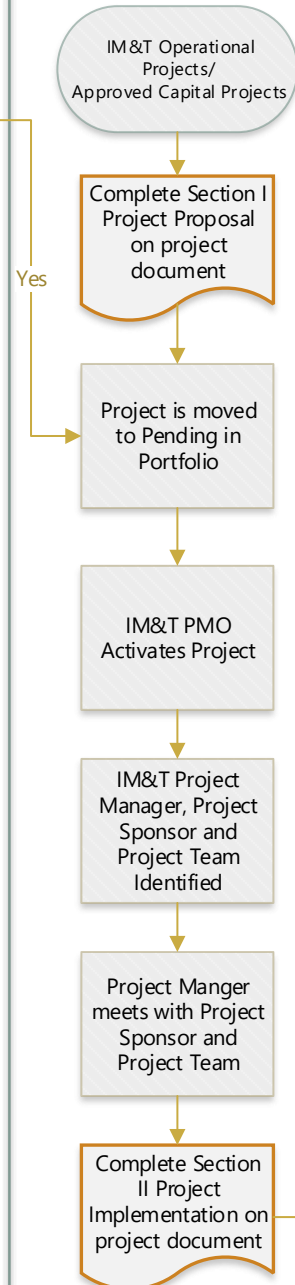 IM&T Operational
Projects/
Approved Capital Projects
Complete Section I
Project Proposal
on project
document
Yes
Project is moved
to Pending in
Portfolio
IM&T PMO
Activates Project
IM&T Project
Manager, Project
Sponsor and
Project Team
Identified
Project Manger
meets with Project
Sponsor and
Project Team
Complete Section
II Project
Implementation on
project document